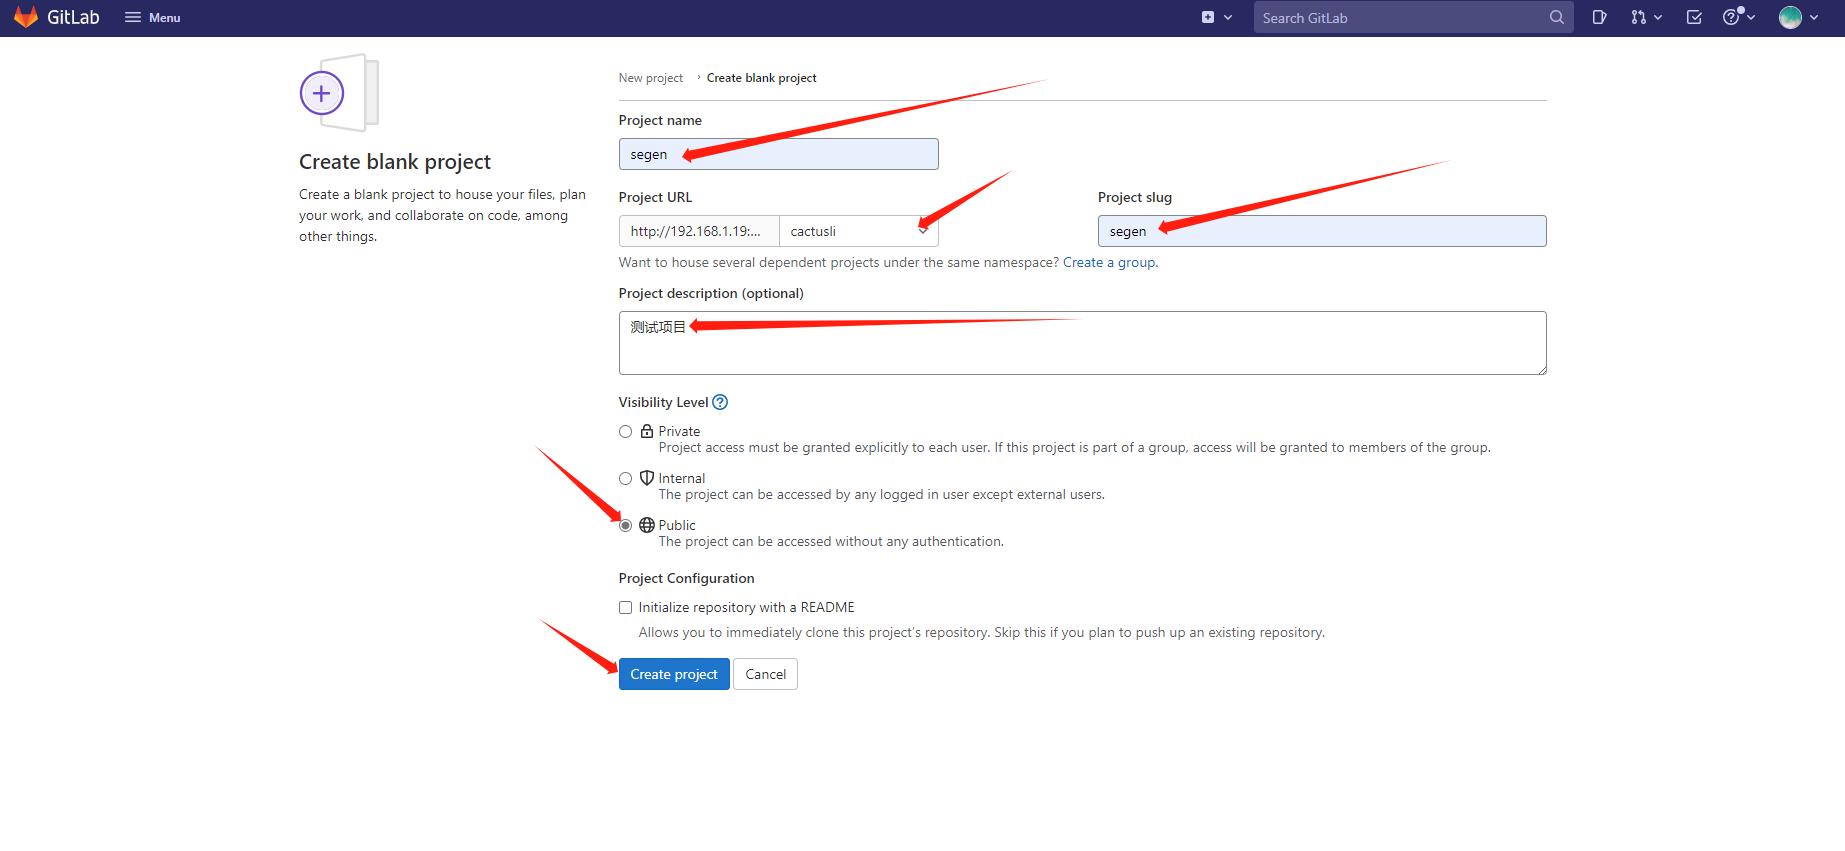 GitLab
Menu
Search GitLab
New project › Create blank project
Create blank project
Create a blank project to house your files, plan
your work, and collaborate on code, among
other things.
Project name
segen
Project URL
Project slug
http://192.168.1.19:...
cactusli
segen
Want to house several dependent projects under the same namespace? Create a group.
Project description (optional)
测试项目
Visibility Level
Private
Project access must be granted explicitly to each user. If this project is part of a group, access will be granted to members of the group.
Internal
The project can be accessed by any logged in user except external users.
Public
The project can be accessed without any authentication.
Project Configuration
Initialize repository with a README
Allows you to immediately clone this project’s repository. Skip this if you plan to push up an existing repository.
Create project
Cancel